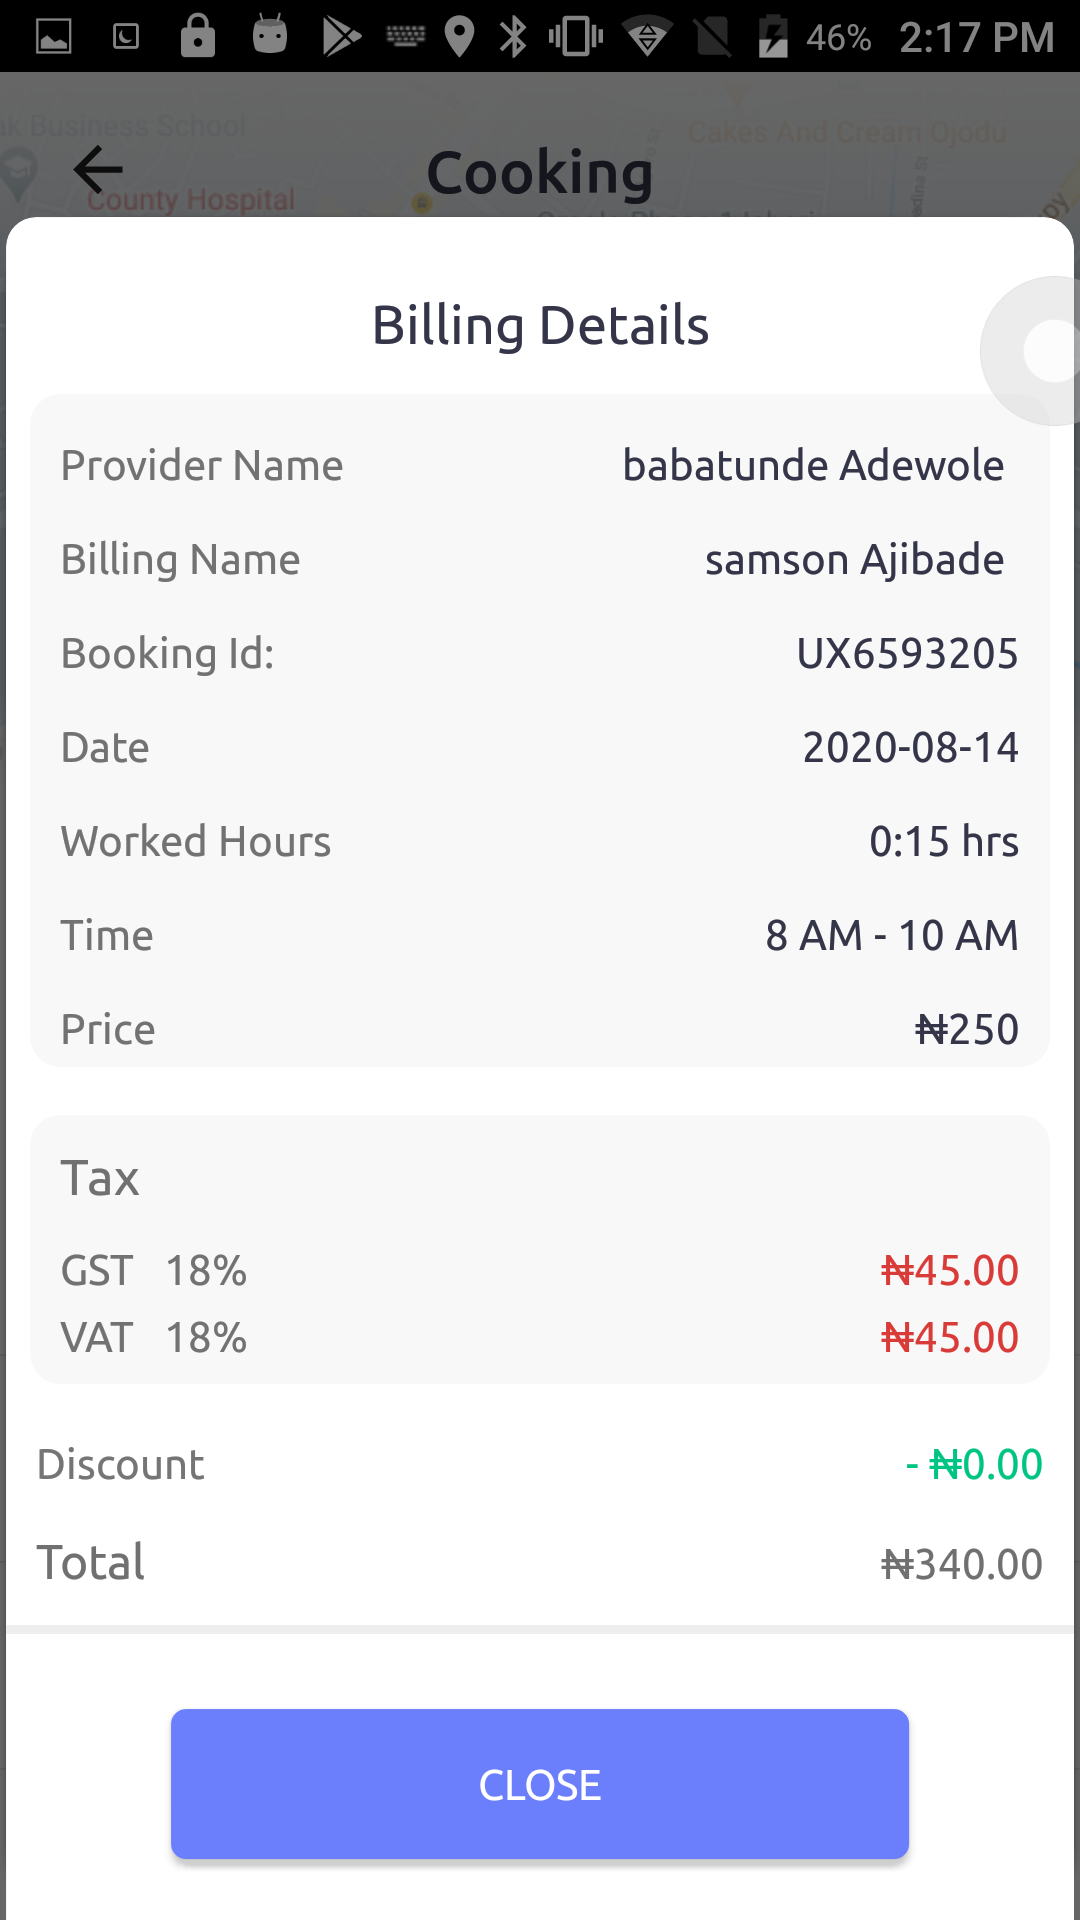 46% 2:17 PM
Business School
Cakes And Cream Ojodu
Cooking
County Hospital
Billing Details
Provider Name babatunde Adewole
Billing Name samson Ajibade
Booking Id: UX6593205
Date 2020-08-14
Worked Hours 0:15 hrs
Time 8 AM - 10 AM
Price ₦250
Tax
GST 18% ₦45.00
VAT 18% ₦45.00
Discount - ₦0.00
Total ₦340.00
CLOSE